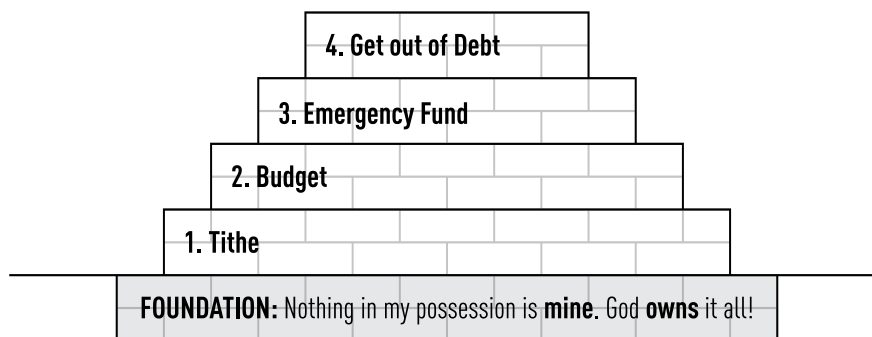 4. Get out of Debt
3. Emergency Fund
2. Budget
1. Tithe
FOUNDATION: Nothing in my possession is mine. God owns it all!